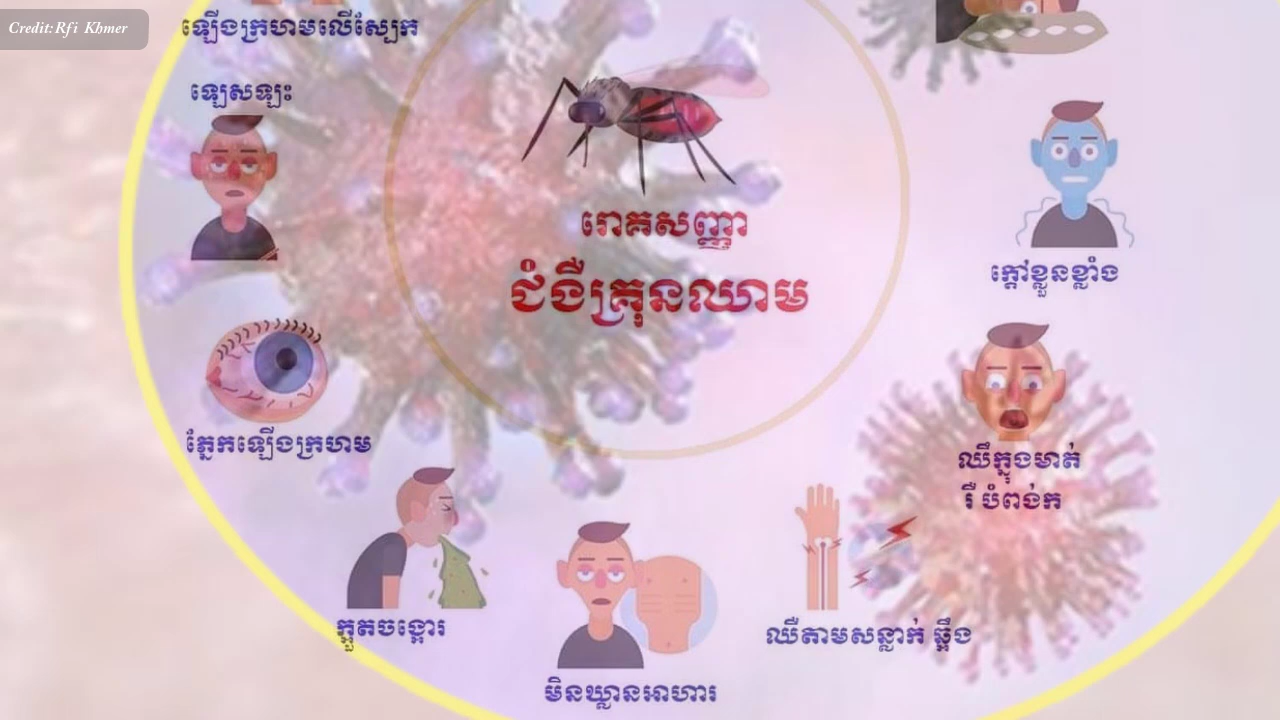 Credit:Rfi Khmer
ឡើងក្រហមលើស្បែក
ឡេសឡះ
រោគសញ្ញា
ជំងឺគ្រុនឈាម
ក្ដៅខ្លួនខ្លាំង
ភ្នែកឡើងក្រហម
ឈឺក្នុងមាត់
រឺ បំពង់ក
ក្អួតចង្អោរ
ឈឺតាមសន្លាក់ ឆ្អឹង
មិនឃ្លានអាហារ